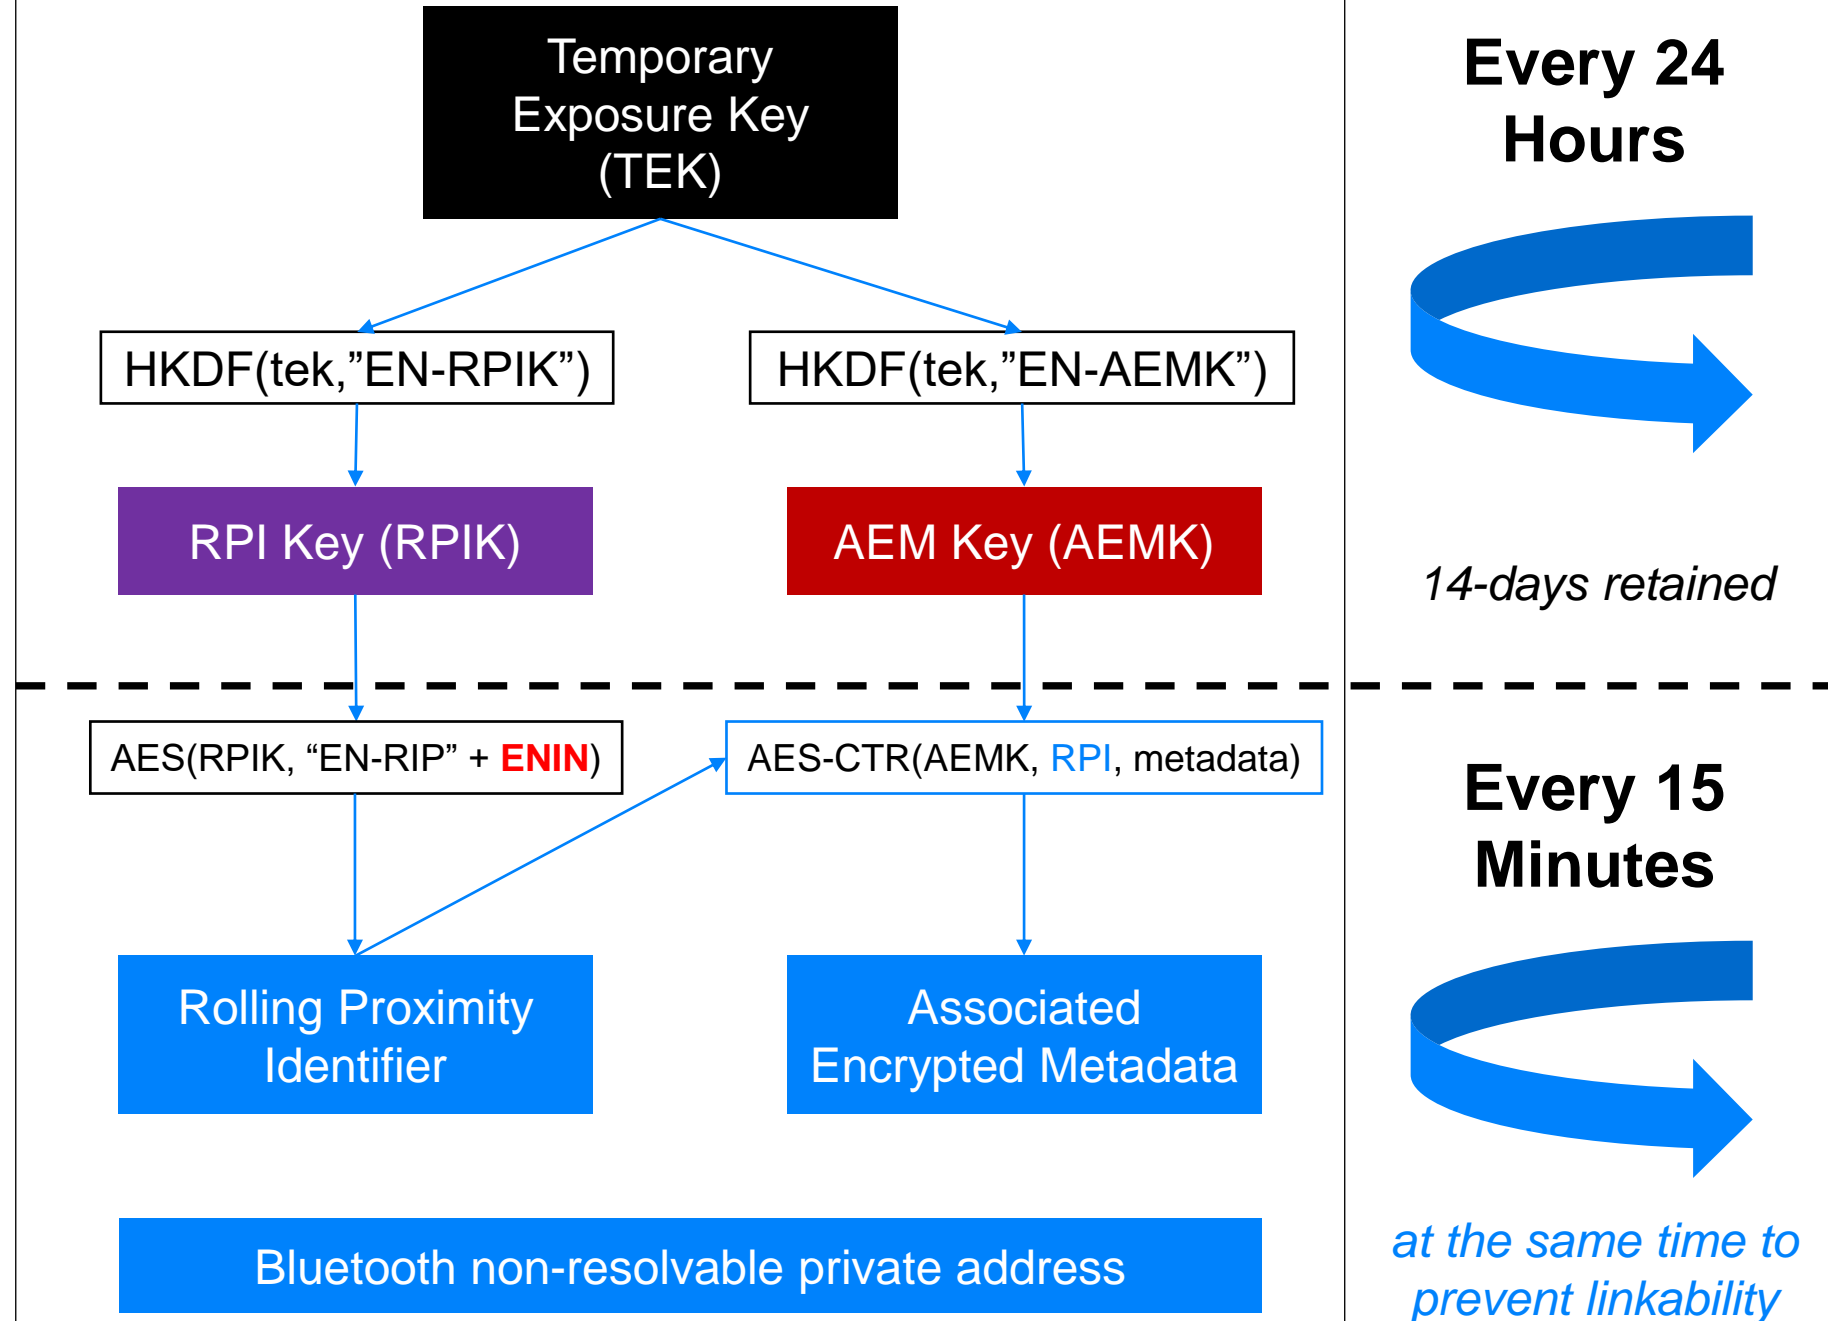 Temporary
Exposure Key
(TEK)
Every 24
Hours
HKDF(tek,”EN-RPIK”)
HKDF(tek,”EN-AEMK”)
RPI Key (RPIK)
AEM Key (AEMK)
14-days retained
AES(RPIK, “EN-RIP” + ENIN)
AES-CTR(AEMK, RPI, metadata)
Every 15
Minutes
Rolling Proximity
Identifier
Associated
Encrypted Metadata
Bluetooth non-resolvable private address
at the same time to
prevent linkability